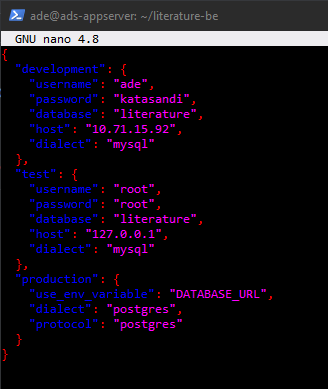 ade@ads-appserver: ~/literature-be
GNU nano 4.8
{
"development": {
"username": "ade",
"password": "katasandi",
"database": "literature",
"host": "10.71.15.92",
"dialect": "mysql"
},
"test": {
"username": "root",
"password": "root",
"database": "literature",
"host": "127.0.0.1",
"dialect": "mysql"
},
"production": {
"use_env_variable": "DATABASE_URL",
"dialect": "postgres",
"protocol": "postgres"
}
}